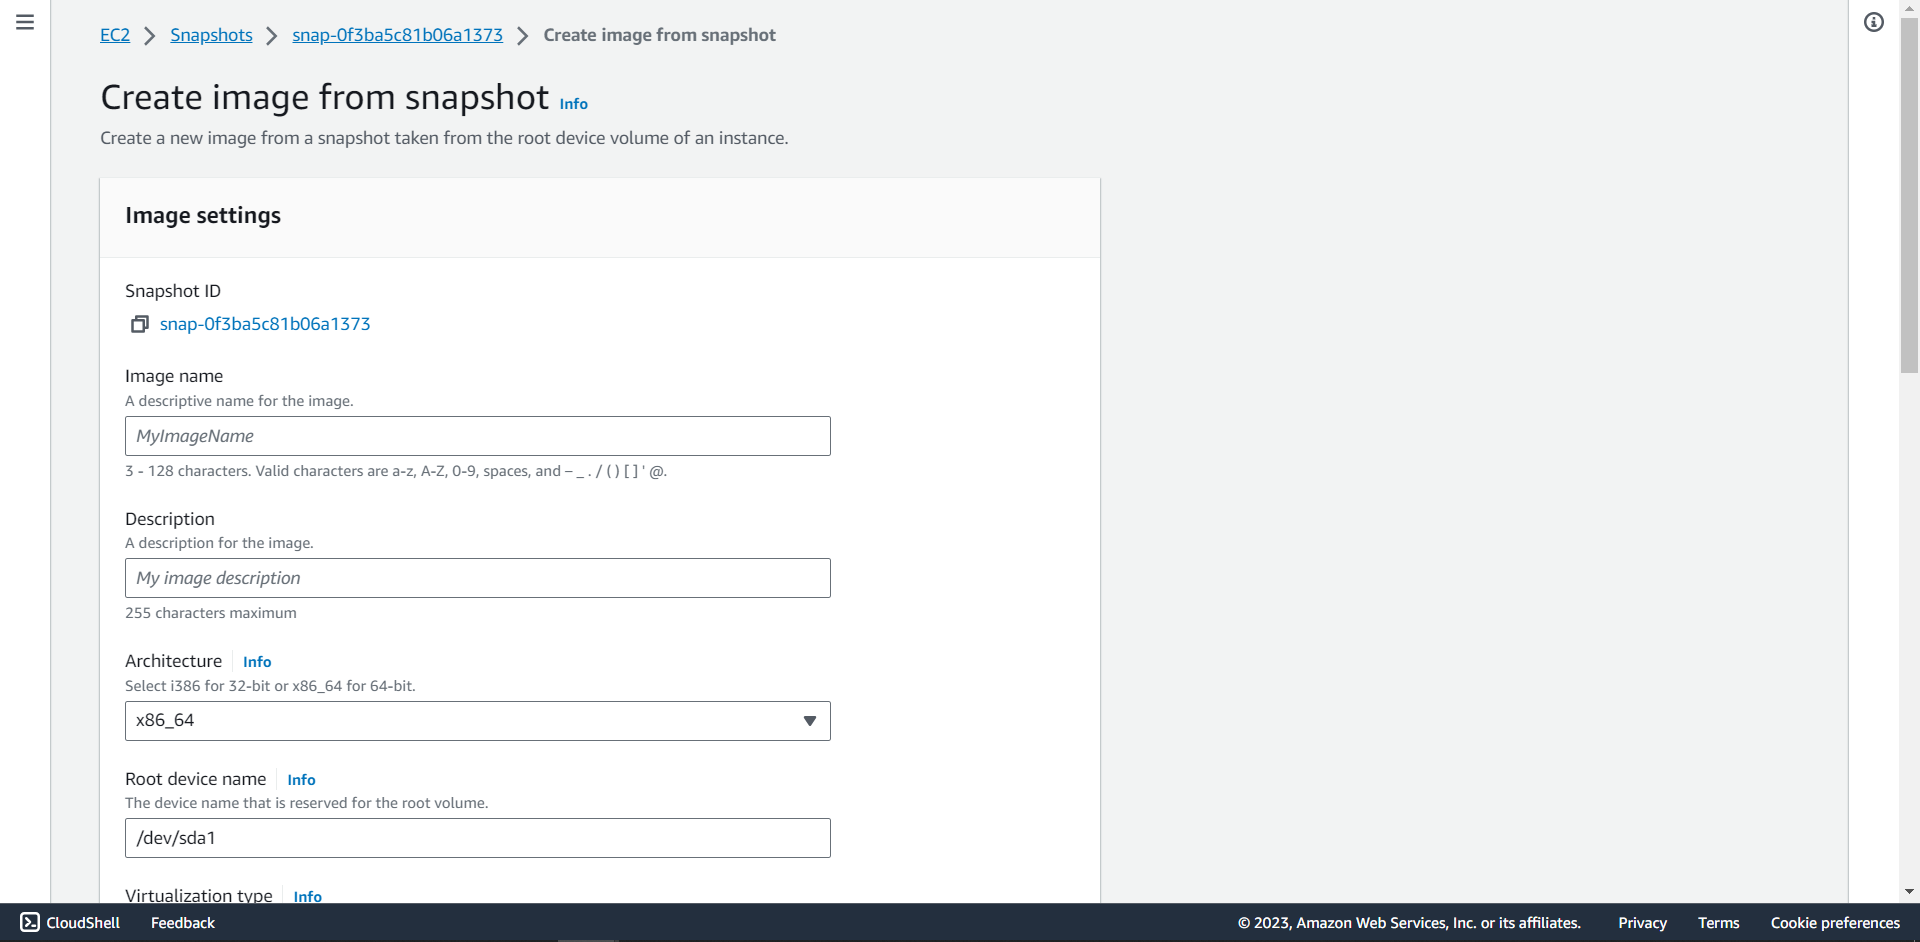 EC2 > Snapshots > snap-0f3ba5c81b06a1373 > Create image from snapshot
Create image from snapshot Info
Create a new image from a snapshot taken from the root device volume of an instance.
Image settings
Snapshot ID
snap-0f3ba5c81b06a1373
Image name
A descriptive name for the image.
MyImageName
3 - 128 characters. Valid characters are a-z, A-Z, 0-9, spaces, and – _ . / ( ) [ ] ' @.
Description
A description for the image.
My image description
255 characters maximum
Architecture Info
Select i386 for 32-bit or x86_64 for 64-bit.
x86_64
Root device name Info
The device name that is reserved for the root volume.
/dev/sda1
Virtualization type Info
CloudShell Feedback © 2023, Amazon Web Services, Inc. or its affiliates. Privacy Terms Cookie preferences